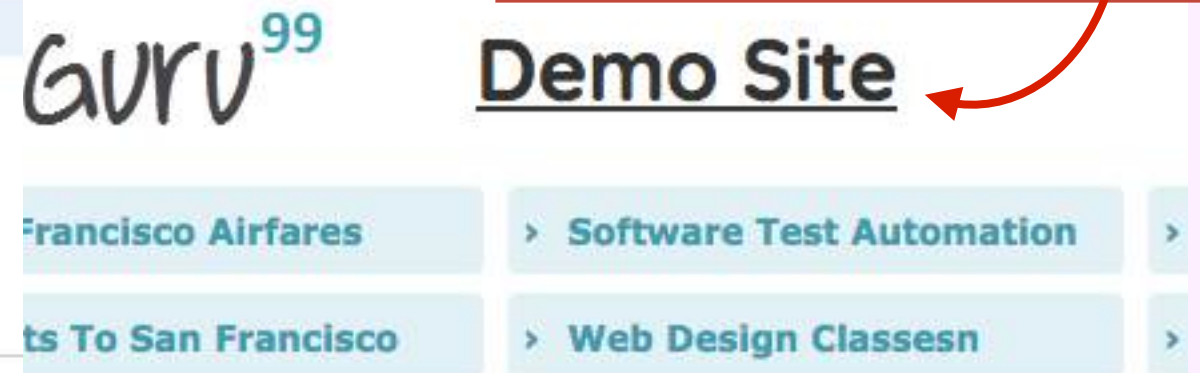 Guru99 Demo Site
Francisco Airfares › Software Test Automation ›
ts To San Francisco › Web Design Classesn ›